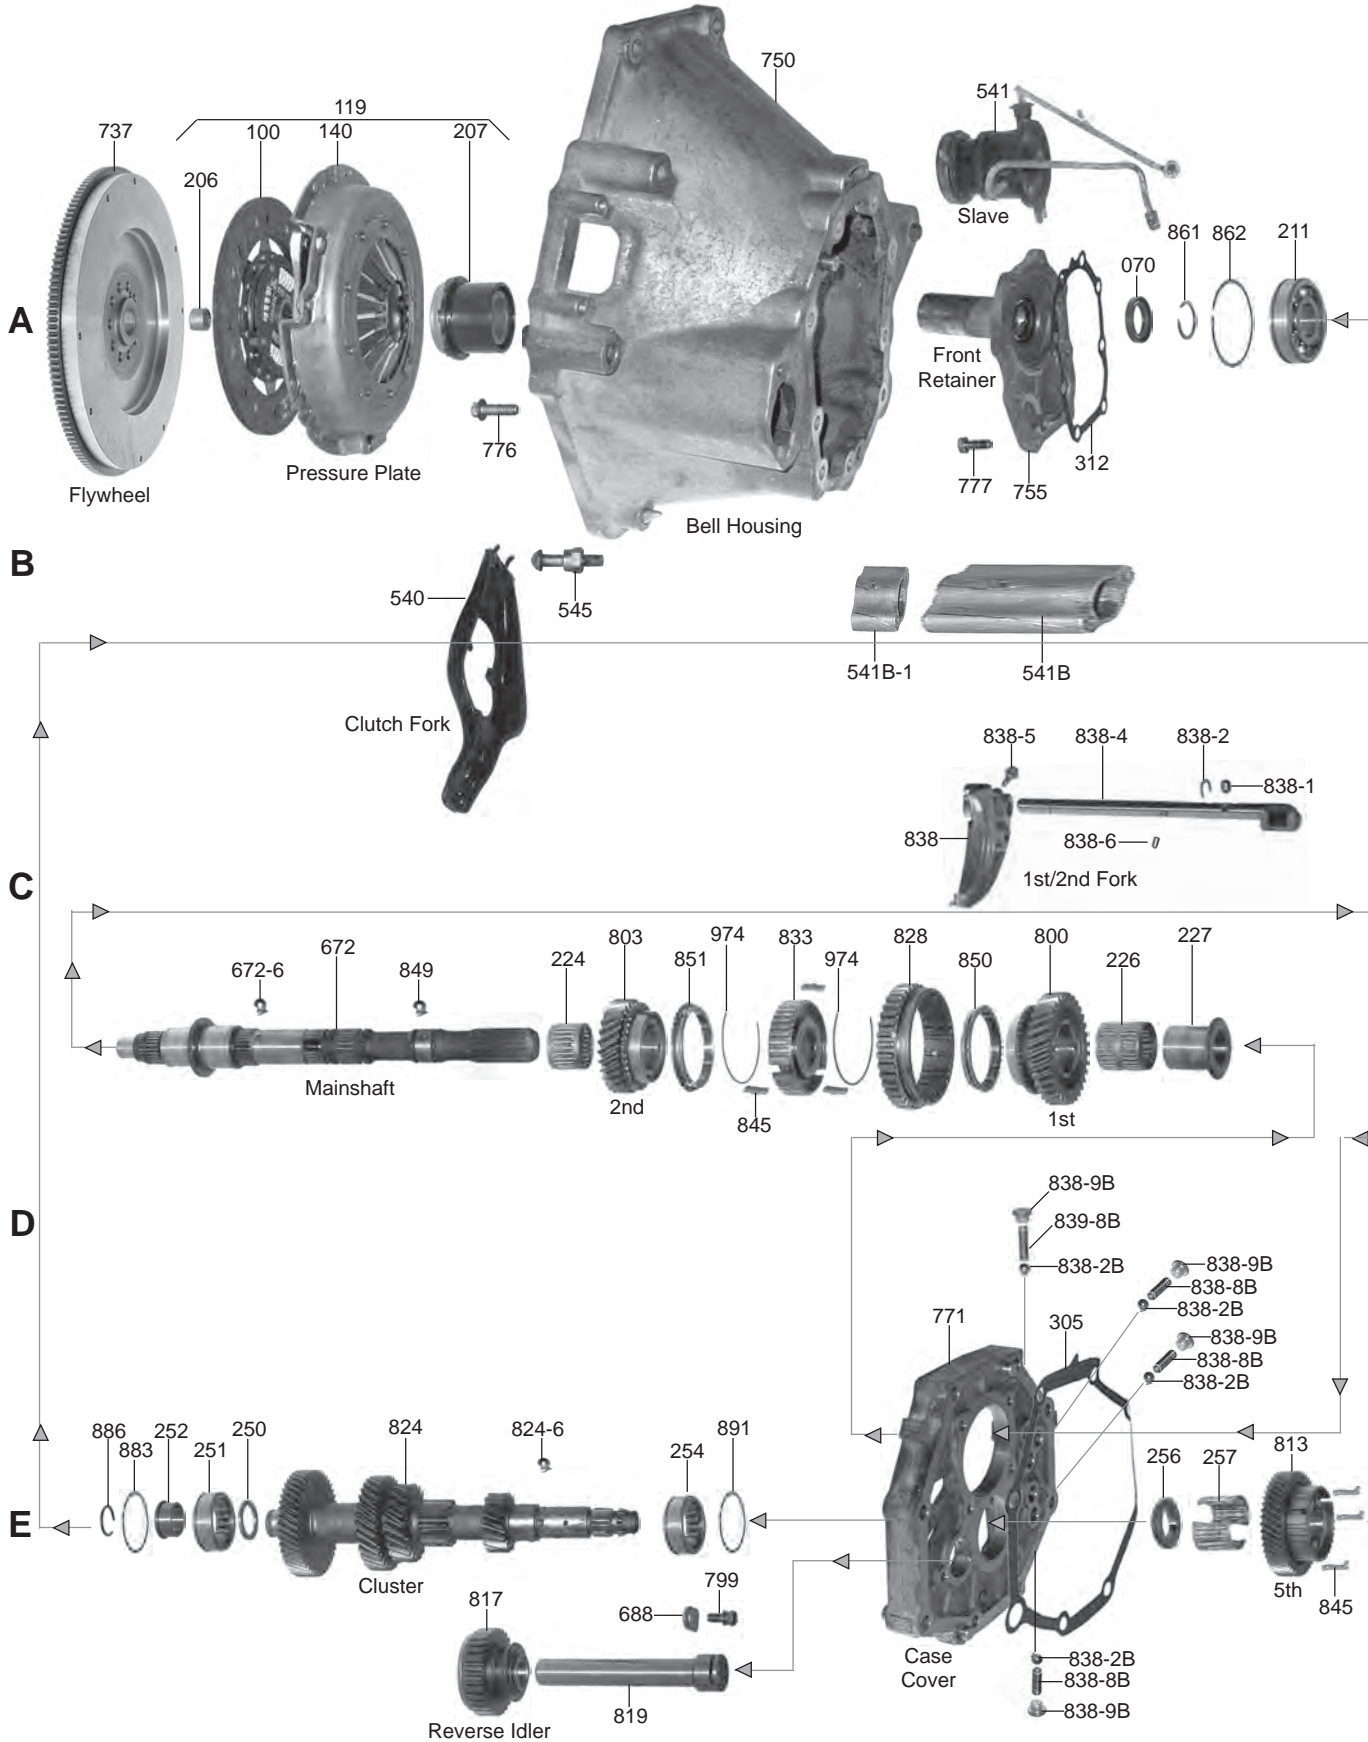 750
541
119
737
100
140
207
206
Slave
861
862
211
070
A
Front
Retainer
776
Pressure Plate
312
777
755
Flywheel
Bell Housing
B
540
545
541B-1
541B
Clutch Fork
838-5
838-4
838-2
838-1
838
838-6
1st/2nd Fork
C
672-6
672
849
224
803
851
974
833
974
828
850
800
226
227
Mainshaft
2nd
845
1st
838-9B
D
839-8B
838-2B
838-9B
838-8B
838-2B
771
305
838-9B
838-8B
838-2B
886
883
252
251
250
824
824-6
254
891
256
257
813
E
Cluster
5th
845
817
688
799
Case
Cover
838-2B
838-8B
819
838-9B
Reverse Idler